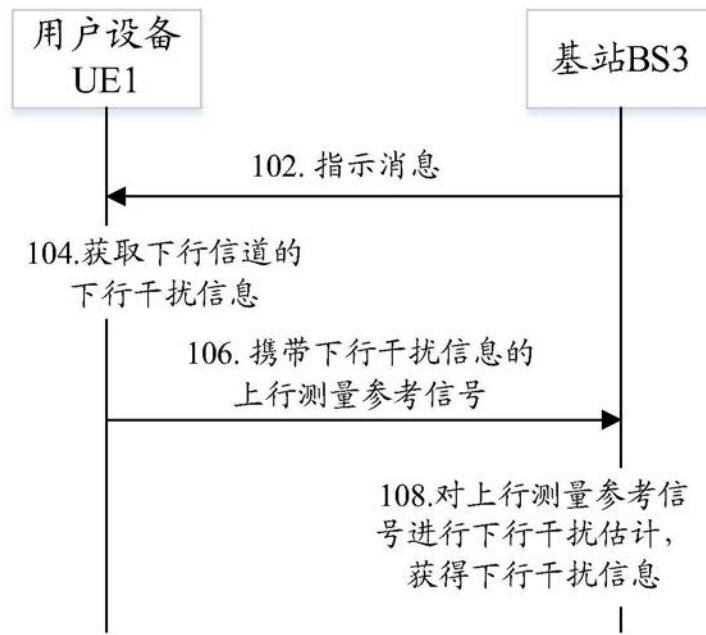 用户设备
UE1
基站BS3
102. 指示消息
104.获取下行信道的
下行干扰信息
106. 携带下行干扰信息的
上行测量参考信号
108.对上行测量参考信
号进行下行干扰估计，
获得下行干扰信息